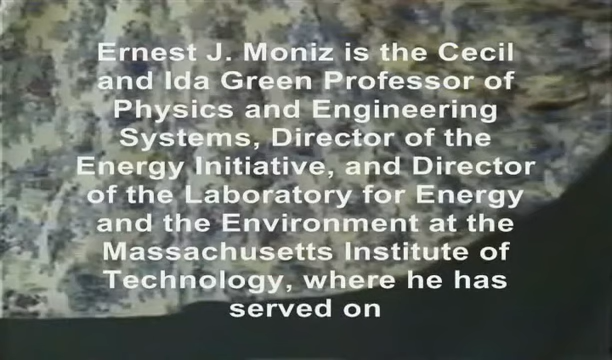 Ernest J. Moniz is the Cecil
and Ida Green Professor of
Physics and Engineering
Systems, Director of the
Energy Initiative, and Director
of the Laboratory for Energy
and the Environment at the
Massachusetts Institute of
Technology, where he has
served on